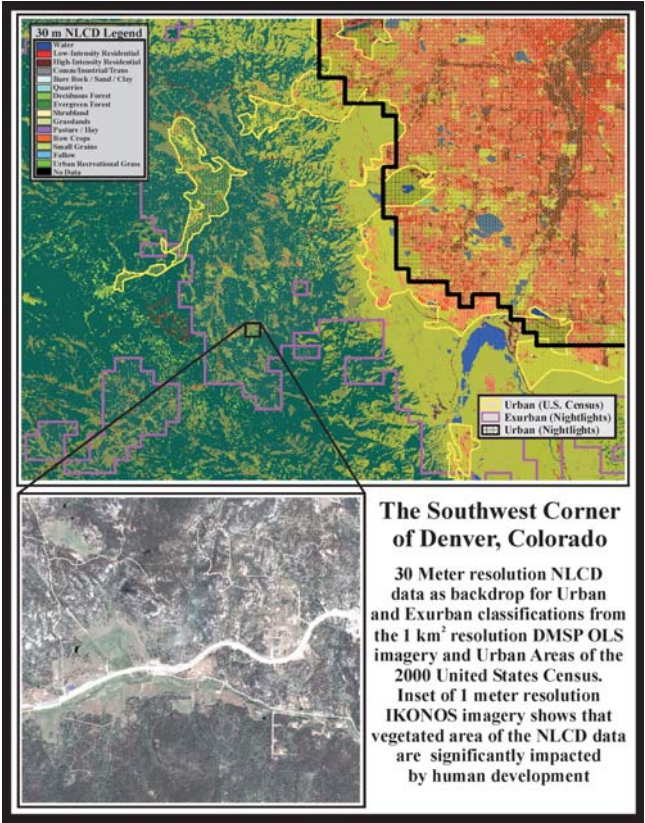 30 m NLCD Legend
Water
Low-Intensity Residential
High-Intensity Residential
Comm/Insutrial/Trans
Bare Rock / Sand / Clay
Quarries
Deciduous Forest
Evergreen Forest
Shrubland
Grasslands
Pasture / Hay
Row Crops
Small Grains
Fallow
Urban Recreational Grass
No Data
Urban (U.S. Census)
Exurban (Nightlights)
Urban (Nightlights)
The Southwest Corner
of Denver, Colorado
30 Meter resolution NLCD
data as backdrop for Urban
and Exurban classifications from
the 1 km² resolution DMSP OLS
imagery and Urban Areas of the
2000 United States Census.
Inset of 1 meter resolution
IKONOS imagery shows that
vegetated area of the NLCD data
are significantly impacted
by human development